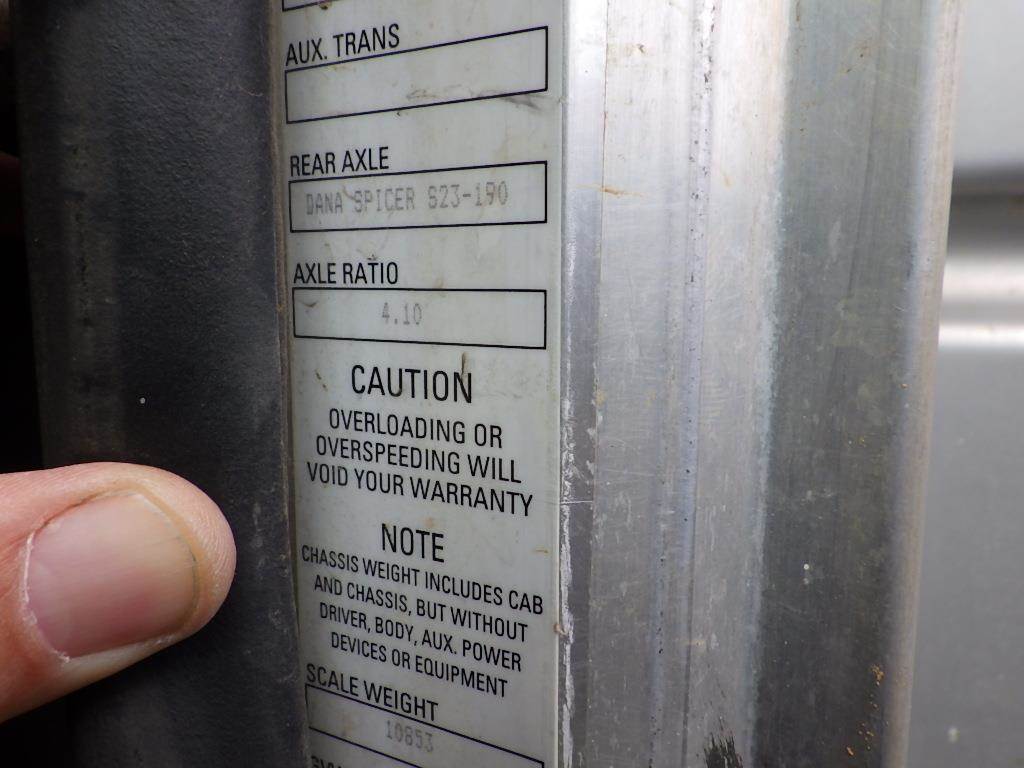 AUX. TRANS
REAR AXLE
DANA SPICER S23-190
AXLE RATIO
4.10
CAUTION
OVERLOADING OR
OVERSPEEDING WILL
VOID YOUR WARRANTY
NOTE
CHASSIS WEIGHT INCLUDES CAB
AND CHASSIS, BUT WITHOUT
DRIVER, BODY, AUX. POWER
DEVICES OR EQUIPMENT
SCALE WEIGHT
10853